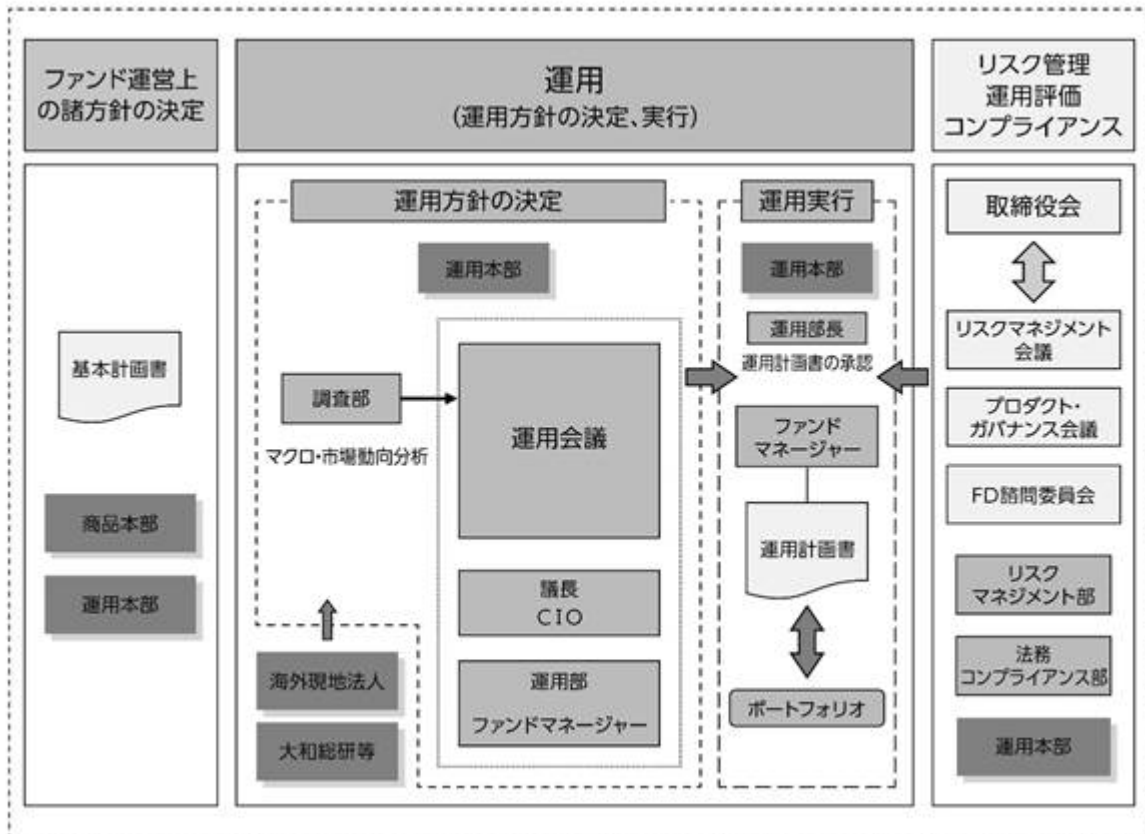 ファンド運営上
の諸方針の決定
運用
(運用方針の決定、実行)
リスク管理
運用評価
コンプライアンス
基本計画書
商品本部
運用本部
運用方針の決定
運用本部
調査部
マクロ・市場動向分析
運用会議
議長
CIO
運用部
ファンドマネージャー
海外現地法人
大和総研等
運用実行
運用本部
運用部長
運用計画書の承認
ファンド
マネージャー
運用計画書
ポートフォリオ
取締役会
リスクマネジメント
会議
プロダクト・
ガバナンス会議
FD諮問委員会
リスク
マネジメント部
法務
コンプライアンス部
運用本部